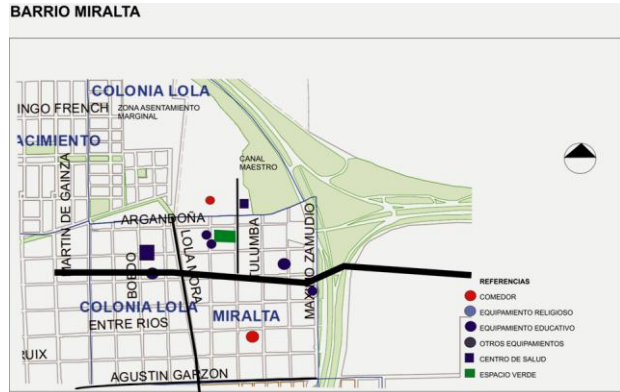 BARRIO MIRALTA
COLONIA LOLA
INGO FRENCH
ZONA ASENTAMIENTO
MARGINAL
ACIMIENTO
CANAL
MAESTRO
MARTIN DE GAINZA
ARGANDOÑA
BOEDO
LOLA MORA
TULUMBA
MAXIMO ZAMUDIO
COLONIA LOLA
MIRALTA
ENTRE RIOS
RUIX
AGUSTIN GARZON
REFERENCIAS
COMEDOR
EQUIPAMIENTO RELIGIOSO
EQUIPAMIENTO EDUCATIVO
OTROS EQUIPAMIENTOS
CENTRO DE SALUD
ESPACIO VERDE